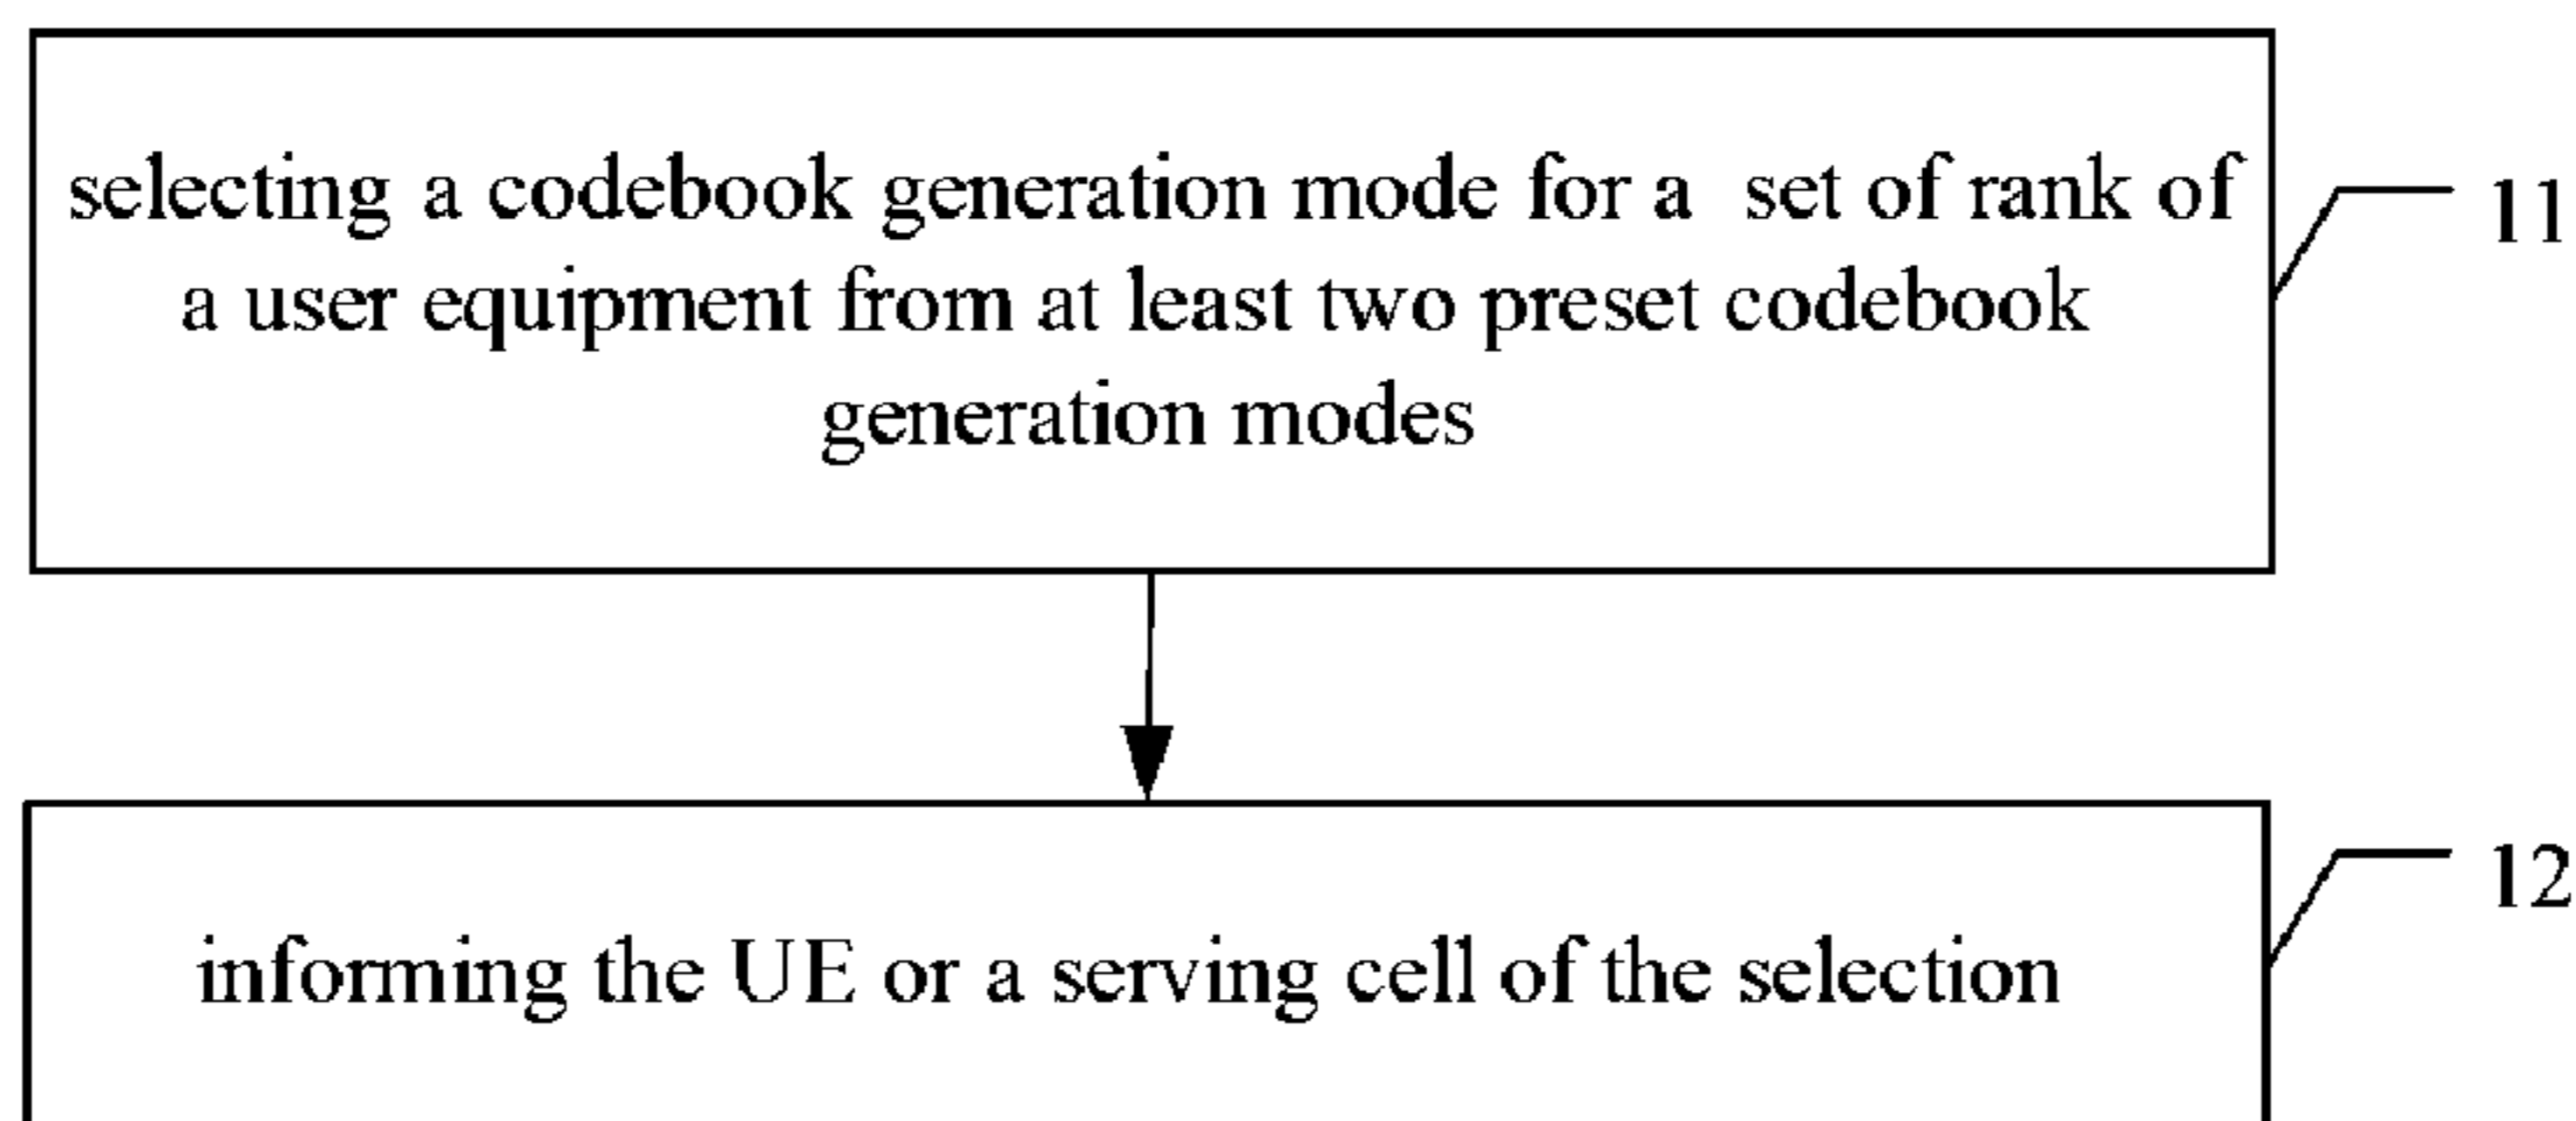 selecting a codebook generation mode for a set of rank of
a user equipment from at least two preset codebook
generation modes
11
informing the UE or a serving cell of the selection
12